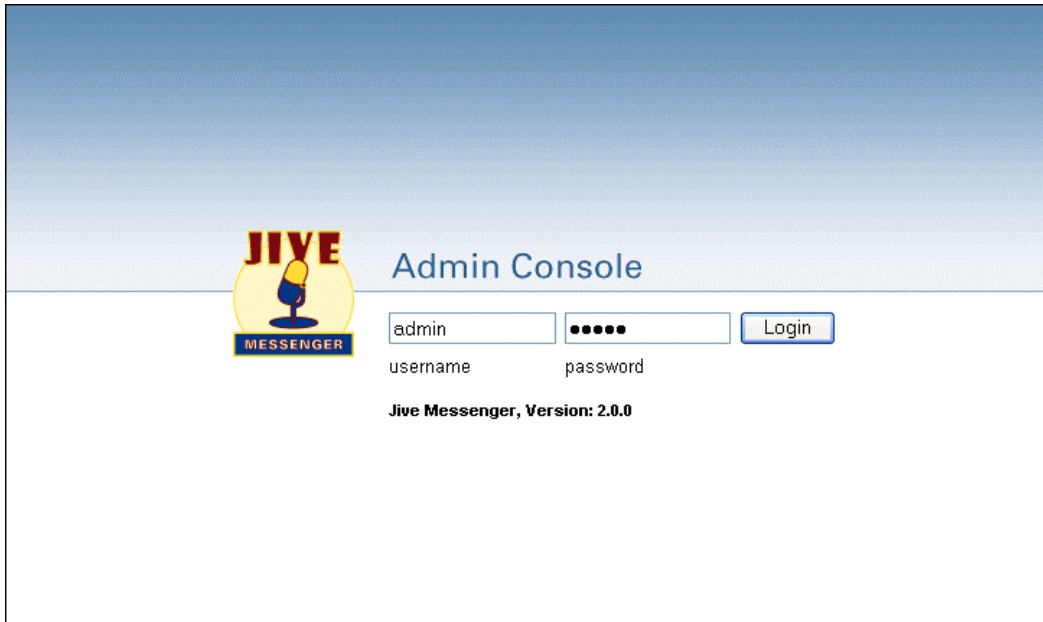 JIVE
MESSENGER
Admin Console
admin ●●●●● Login
username password
Jive Messenger, Version: 2.0.0